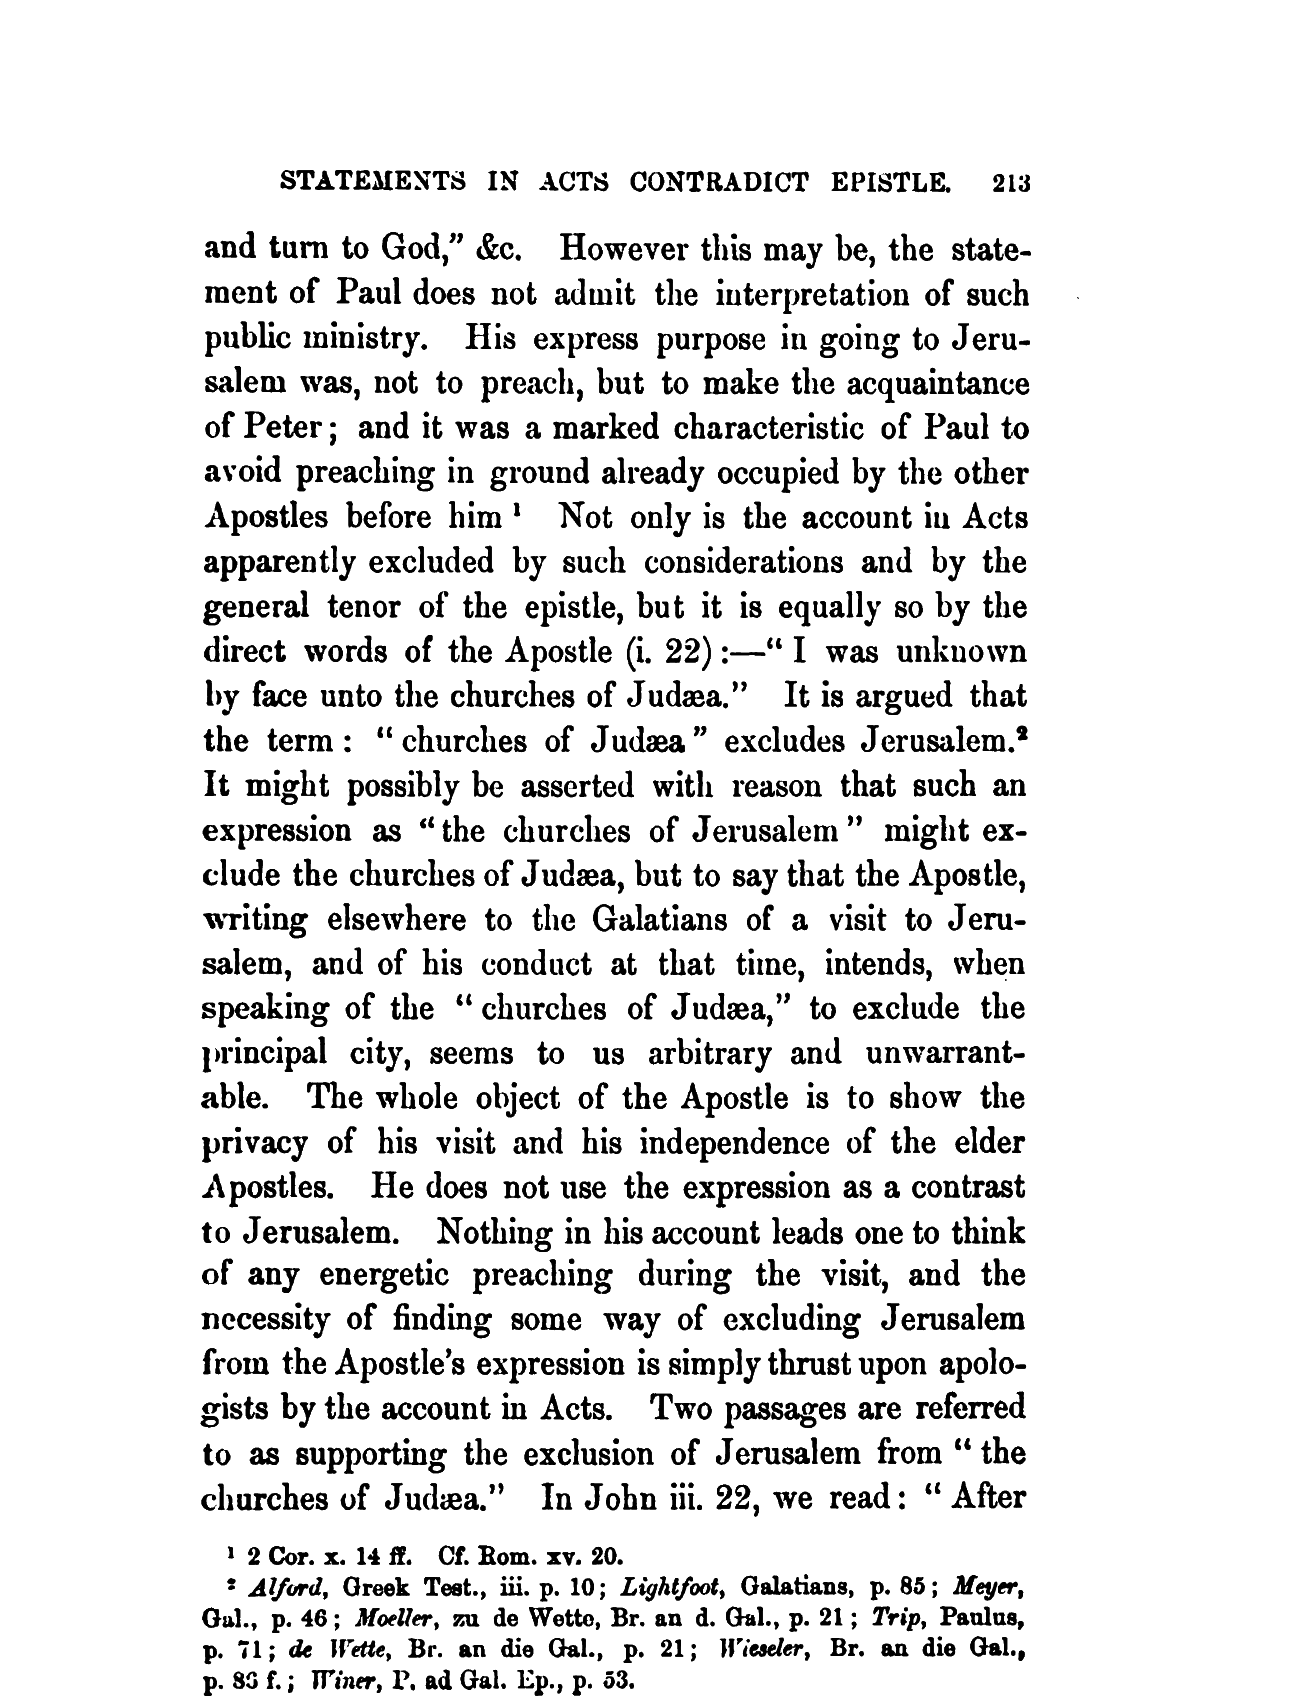 STATEMENTS IN ACTS CONTRADICT EPISTLE. 213
and turn to God,” &c. However this may be, the state-
ment of Paul does not admit the interpretation of such
public ministry. His express purpose in going to Jeru-
salem was, not to preach, but to make the acquaintance
of Peter; and it was a marked characteristic of Paul to
avoid preaching in ground already occupied by the other
Apostles before him ¹ Not only is the account in Acts
apparently excluded by such considerations and by the
general tenor of the epistle, but it is equally so by the
direct words of the Apostle (i. 22):—“ I was unknown
by face unto the churches of Judæa.” It is argued that
the term : “ churches of Judæa ” excludes Jerusalem.²
It might possibly be asserted with reason that such an
expression as “the churches of Jerusalem” might ex-
clude the churches of Judæa, but to say that the Apostle,
writing elsewhere to the Galatians of a visit to Jeru-
salem, and of his conduct at that time, intends, when
speaking of the “ churches of Judæa,” to exclude the
principal city, seems to us arbitrary and unwarrant-
able. The whole object of the Apostle is to show the
privacy of his visit and his independence of the elder
Apostles. He does not use the expression as a contrast
to Jerusalem. Nothing in his account leads one to think
of any energetic preaching during the visit, and the
necessity of finding some way of excluding Jerusalem
from the Apostle’s expression is simply thrust upon apolo-
gists by the account in Acts. Two passages are referred
to as supporting the exclusion of Jerusalem from “ the
churches of Judæa.” In John iii. 22, we read : “ After
¹ 2 Cor. x. 14 ff. Cf. Rom. xv. 20.
² Alford, Greek Test., iii. p. 10; Lightfoot, Galatians, p. 85; Meyer,
Gal., p. 46; Moeller, zu de Wette, Br. an d. Gal., p. 21; Trip, Paulus,
p. 71; de Wette, Br. an die Gal., p. 21; Wieseler, Br. an die Gal.,
p. f.; Winer, P. ad Gal. Ep., p. 53.